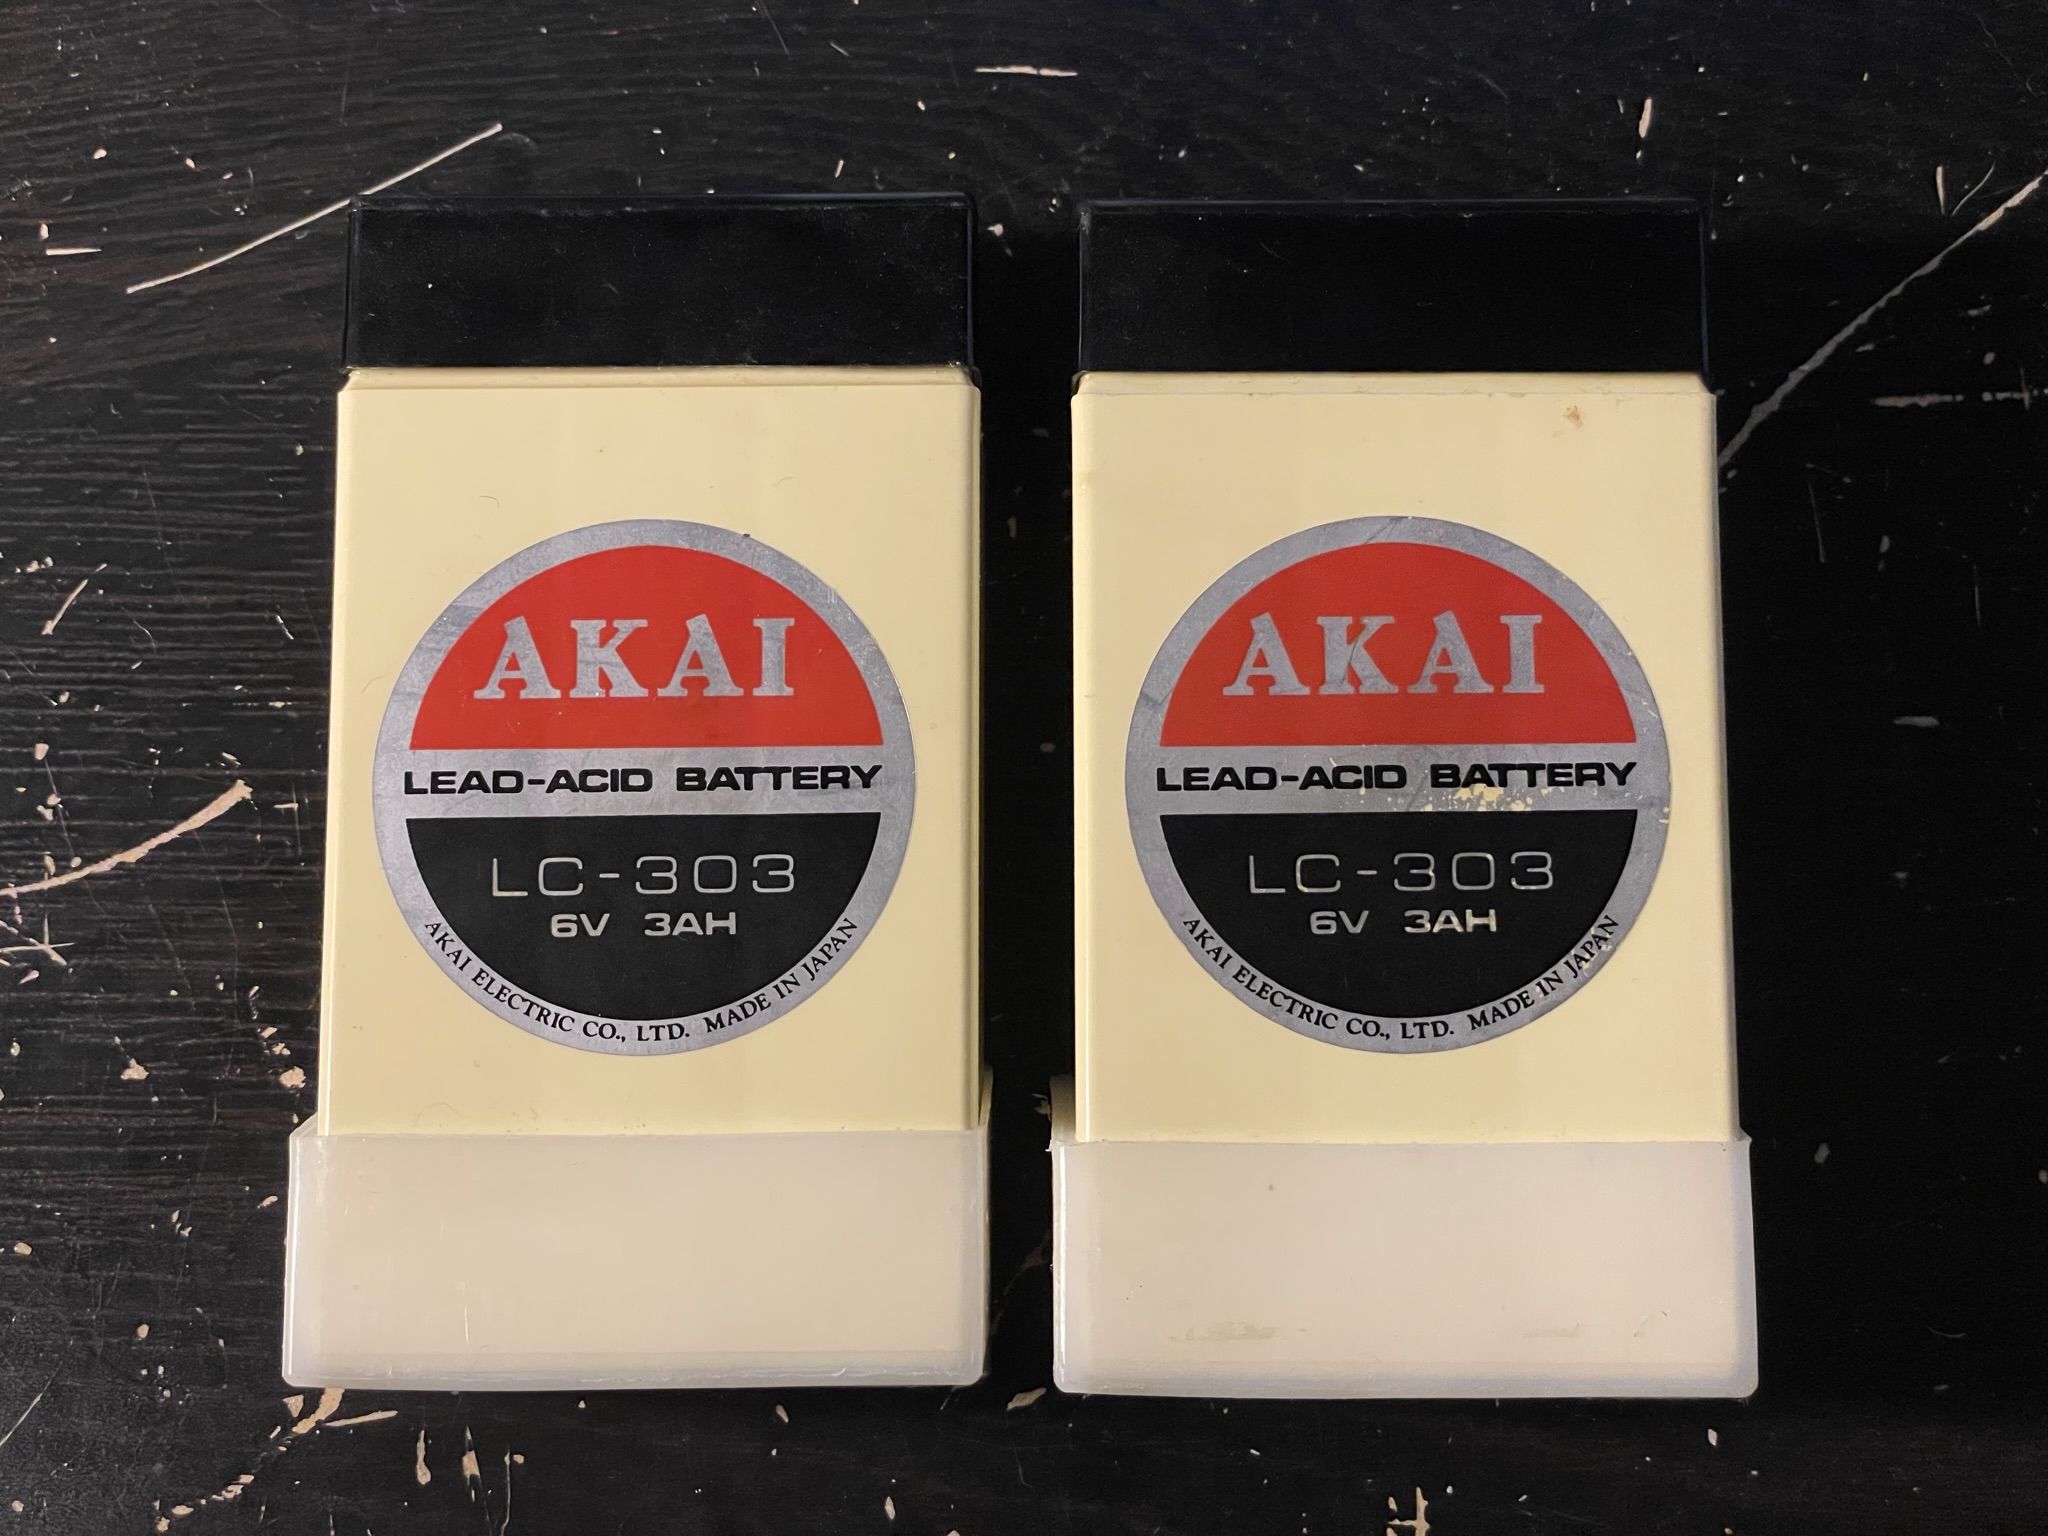 AKAI
LEAD-ACID BATTERY
LC-303
6V 3AH
AKAI ELECTRIC CO., LTD. MADE IN JAPAN
AKAI
LEAD-ACID BATTERY
LC-303
6V 3AH
AKAI ELECTRIC CO., LTD. MADE IN JAPAN